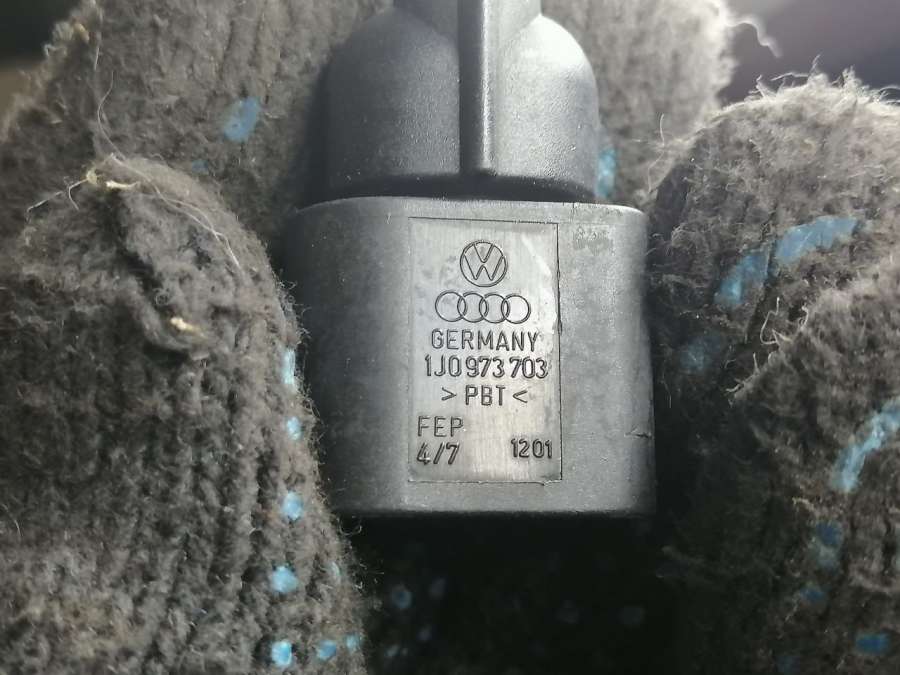 GERMANY
1J0 973 703
> PBT <
FEP
4/7 1201